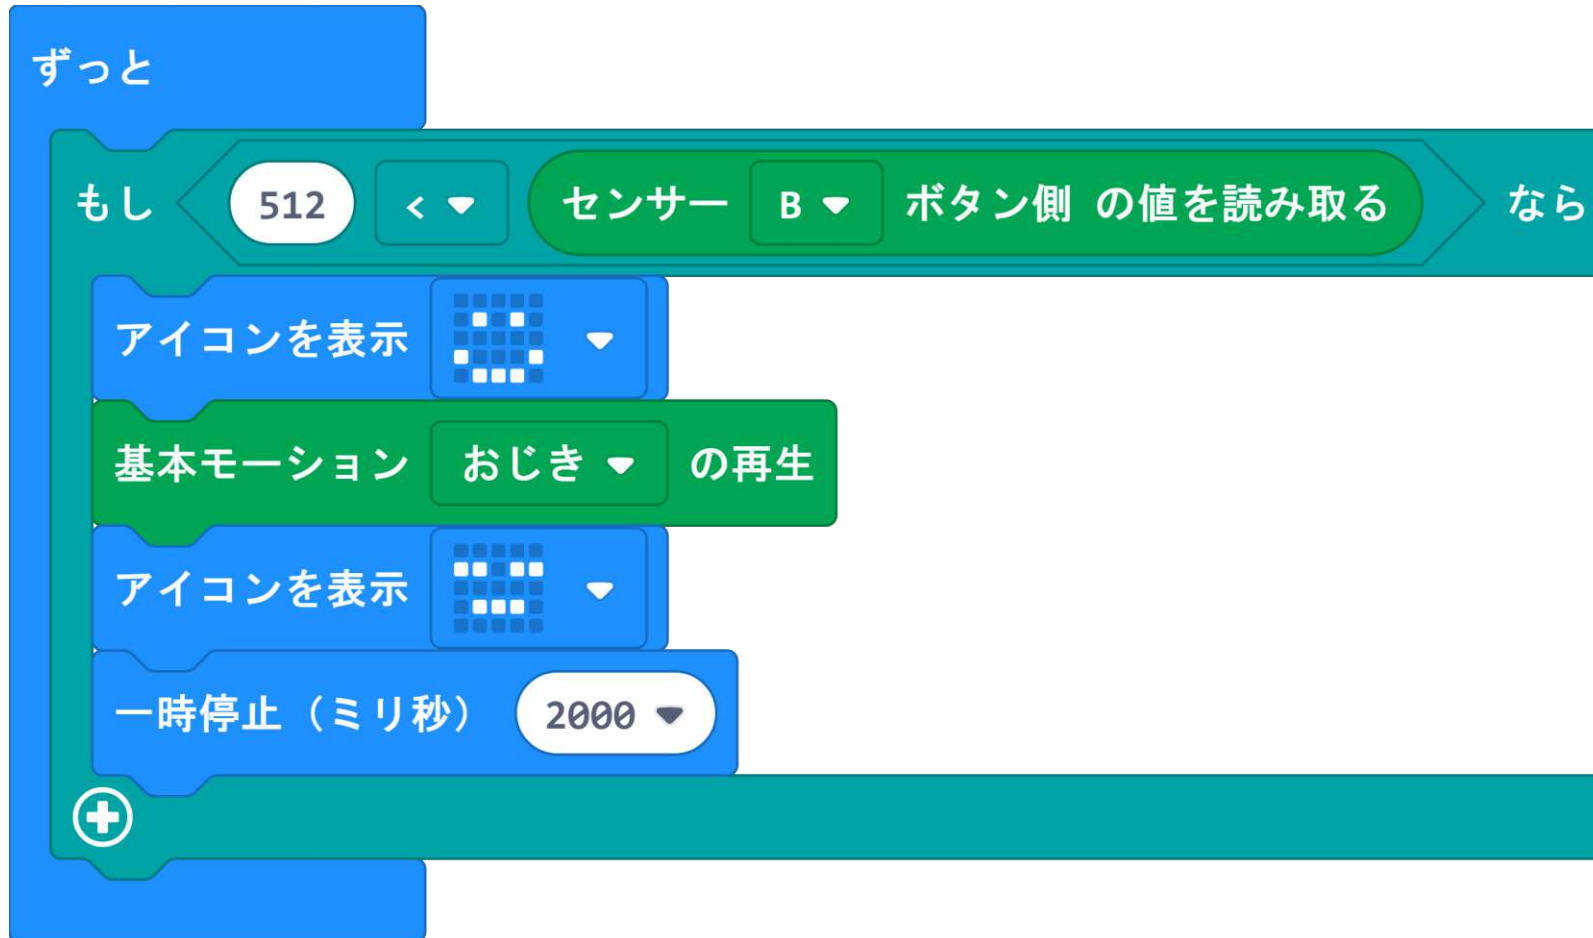 ずっと
もし 512 < センサー B ボタン側 の値を読み取る なら
アイコンを表示
基本モーション おじき の再生
アイコンを表示
一時停止（ミリ秒） 2000